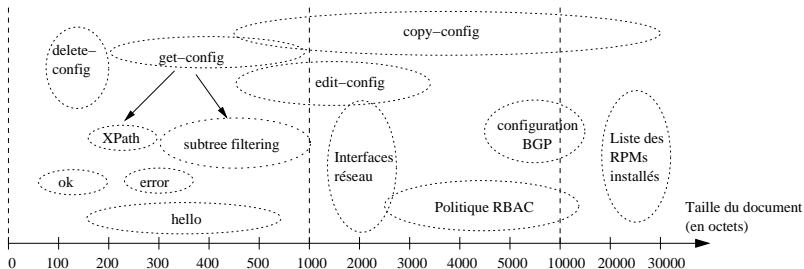 copy–config
delete–
config
get–config
edit–config
XPath
subtree filtering
Interfaces
réseau
configuration
BGP
Liste des
RPMs
installés
ok
error
hello
Politique RBAC
Taille du document
(en octets)
0 100 200 300 400 500 1000 2000 3000 4000 5000 10000 20000 30000